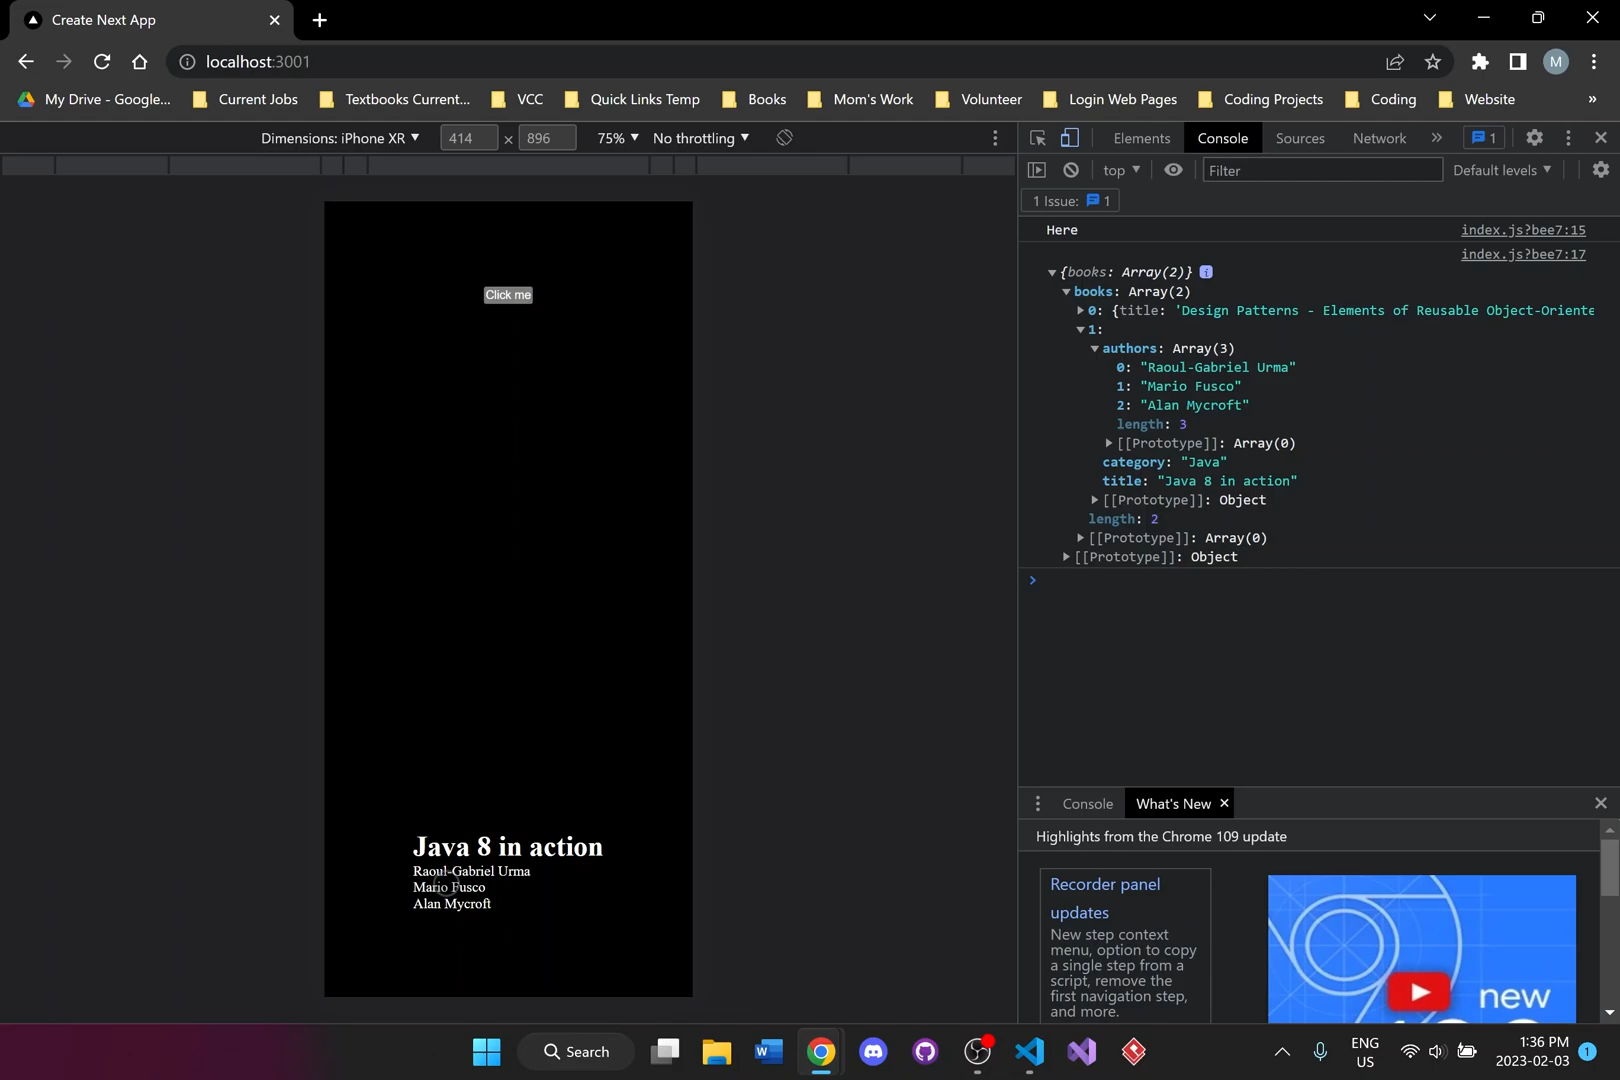 Create Next App
localhost:3001
M
My Drive - Google...
Current Jobs
Textbooks Current...
VCC
Quick Links Temp
Books
Mom's Work
Volunteer
Login Web Pages
Coding Projects
Coding
Website
»
Dimensions: iPhone XR
414
×
896
75%
No throttling
Elements
Console
Sources
Network
»
1
top
Filter
Default levels
1 Issue: 1
Here
index.js?bee7:15
index.js?bee7:17
{books: Array(2)}
books: Array(2)
0: {title: 'Design Patterns - Elements of Reusable Object-Oriente
1:
authors: Array(3)
0: "Raoul-Gabriel Urma"
1: "Mario Fusco"
2: "Alan Mycroft"
length: 3
[[Prototype]]: Array(0)
category: "Java"
title: "Java 8 in action"
[[Prototype]]: Object
length: 2
[[Prototype]]: Array(0)
[[Prototype]]: Object
Click me
Java 8 in action
Raoul-Gabriel Urma
Mario Fusco
Alan Mycroft
Console
What's New
Highlights from the Chrome 109 update
Recorder panel
updates
New step context
menu, option to copy
a single step from a
script, remove the
first navigation step,
and more.
new
Search
ENG
US
1:36 PM
2023-02-03
1